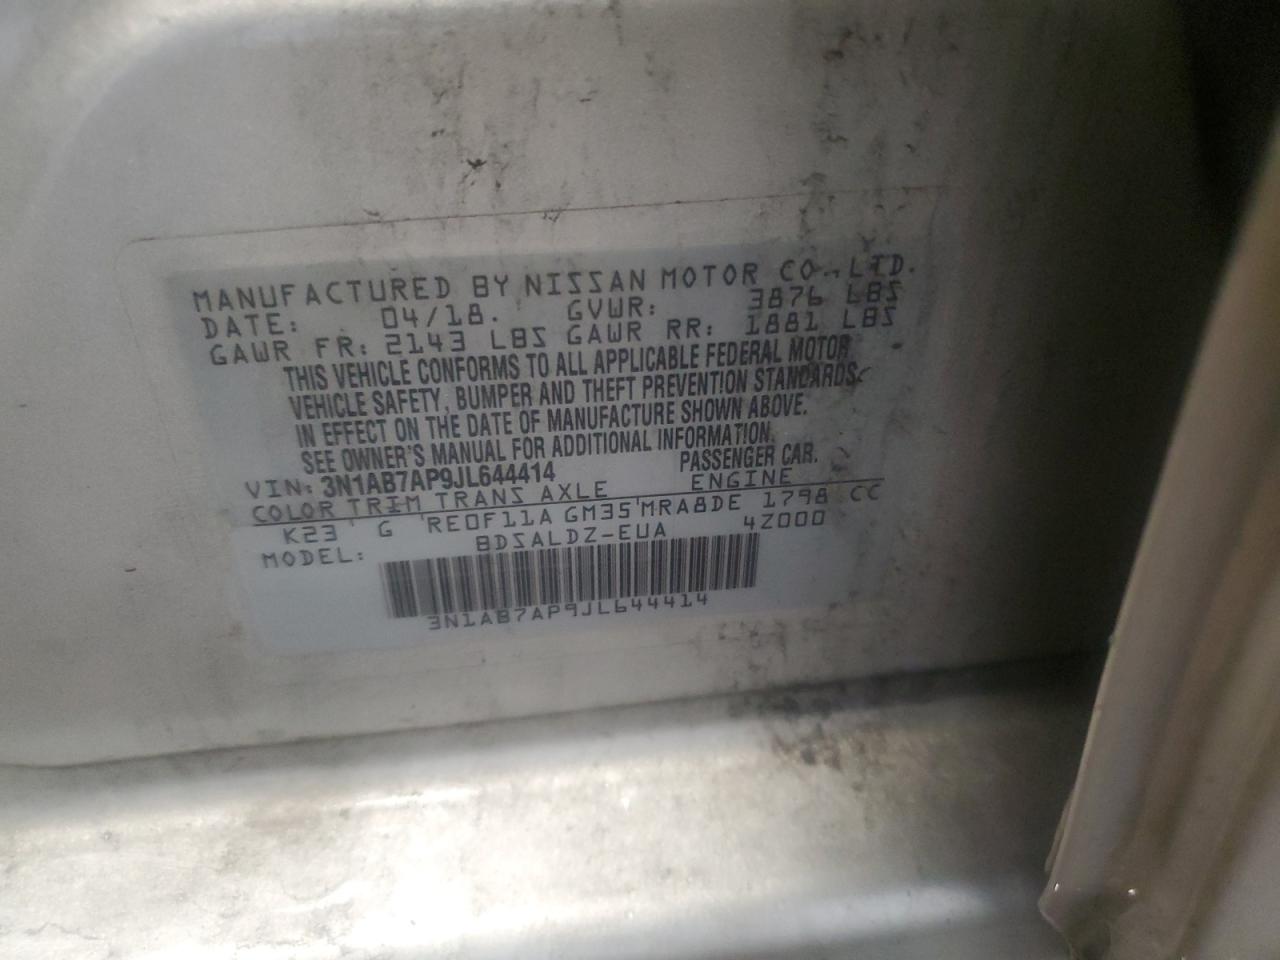 MANUFACTURED BY NISSAN MOTOR CO.,LTD.
DATE: 04/18. GVWR: 3876 LBS
GAWR FR: 2143 LBS GAWR RR: 1881 LBS
THIS VEHICLE CONFORMS TO ALL APPLICABLE FEDERAL MOTOR
VEHICLE SAFETY, BUMPER AND THEFT PREVENTION STANDARDS
IN EFFECT ON THE DATE OF MANUFACTURE SHOWN ABOVE.
SEE OWNER'S MANUAL FOR ADDITIONAL INFORMATION.
VIN: 3N1AB7AP9JL644414 PASSENGER CAR.
COLOR TRIM TRANS AXLE ENGINE
K23 G RE0F11A GM35 MRA8DE 1798 CC
MODEL: BDSALDZ-EUA 4Z000
3N1AB7AP9JL644414